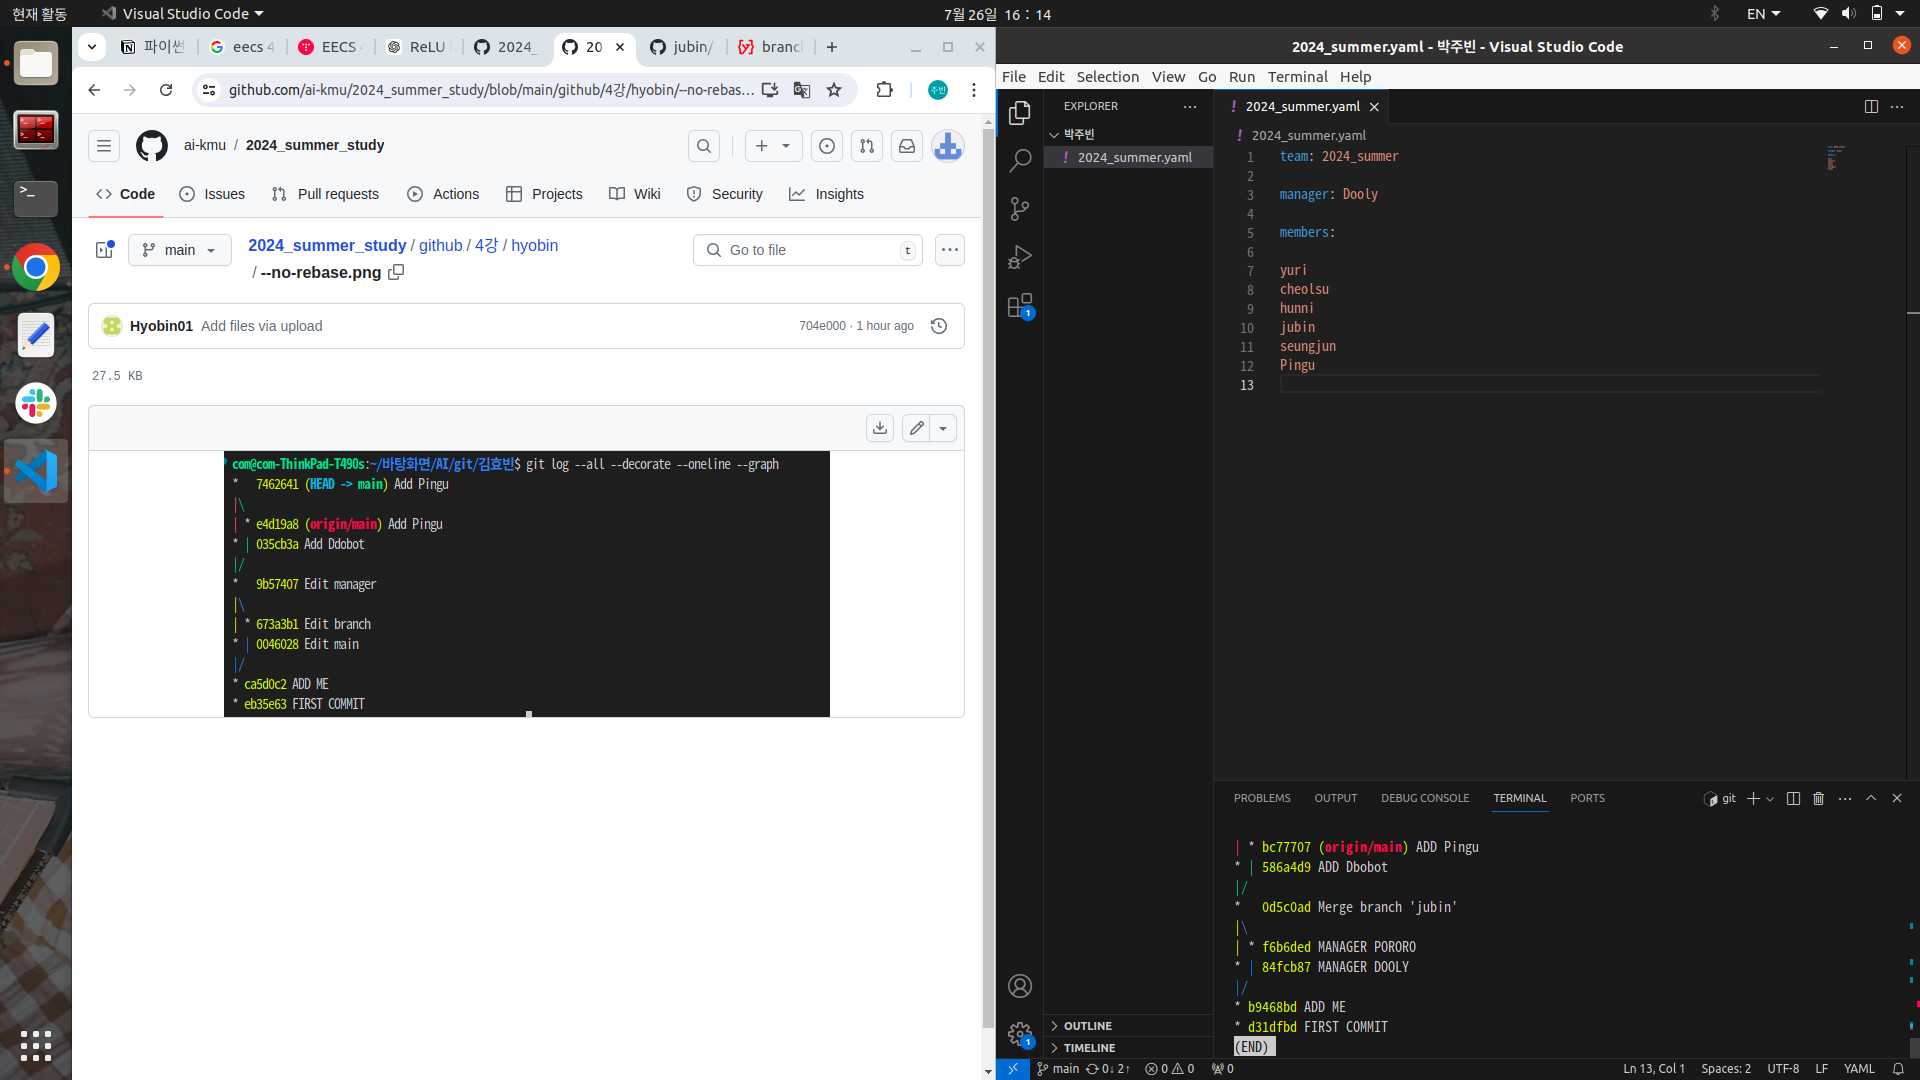 현재 활동
Visual Studio Code
7월 26일 16 : 14
EN
파이썬
eecs 4
EECS
ReLU
2024_
20
jubin/
branc
github.com/ai-kmu/2024_summer_study/blob/main/github/4강/hyobin/--no-rebas…
주빈
ai-kmu / 2024_summer_study
Code
Issues
Pull requests
Actions
Projects
Wiki
Security
Insights
main
2024_summer_study / github / 4강 / hyobin
/ --no-rebase.png
Go to file
t
Hyobin01 Add files via upload
704e000 · 1 hour ago
27.5 KB
com@com-ThinkPad-T490s:~/바탕화면/AI/git/김효빈$ git log --all --decorate --oneline --graph
*   7462641 (HEAD -> main) Add Pingu
|\
| * e4d19a8 (origin/main) Add Pingu
* | 035cb3a Add Ddobot
|/
*   9b57407 Edit manager
|\
| * 673a3b1 Edit branch
* | 0046028 Edit main
|/
* ca5d0c2 ADD ME
* eb35e63 FIRST COMMIT
2024_summer.yaml - 박주빈 - Visual Studio Code
File Edit Selection View Go Run Terminal Help
EXPLORER
박주빈
! 2024_summer.yaml
OUTLINE
TIMELINE
1
1
! 2024_summer.yaml
! 2024_summer.yaml
1 team: 2024_summer
2
3 manager: Dooly
4
5 members:
6
7 yuri
8 cheolsu
9 hunni
10 jubin
11 seungjun
12 Pingu
13
PROBLEMS OUTPUT DEBUG CONSOLE TERMINAL PORTS
git
| * bc77707 (origin/main) ADD Pingu
* | 586a4d9 ADD Dbobot
|/
*   0d5c0ad Merge branch 'jubin'
|\
| * f6b6ded MANAGER PORORO
* | 84fcb87 MANAGER DOOLY
|/
* b9468bd ADD ME
* d31dfbd FIRST COMMIT
(END)
main 0↓ 2↑ 0 0 0
Ln 13, Col 1 Spaces: 2 UTF-8 LF YAML